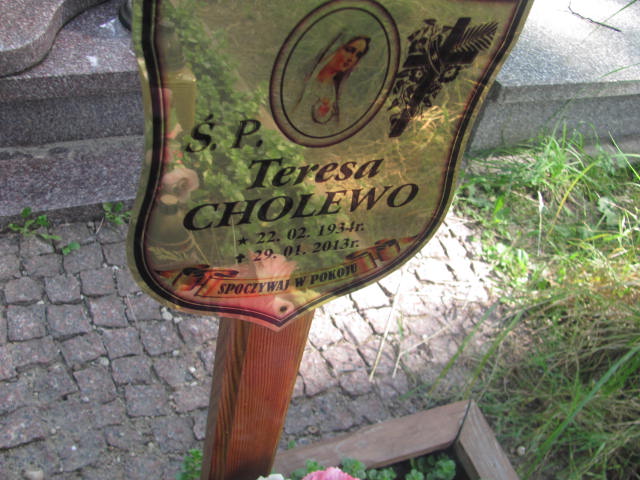 Ś. P.
Teresa
CHOLEWO
★ 22. 02. 1934r.
✝ 29. 01. 2013r.
SPOCZYWAJ W POKOJU